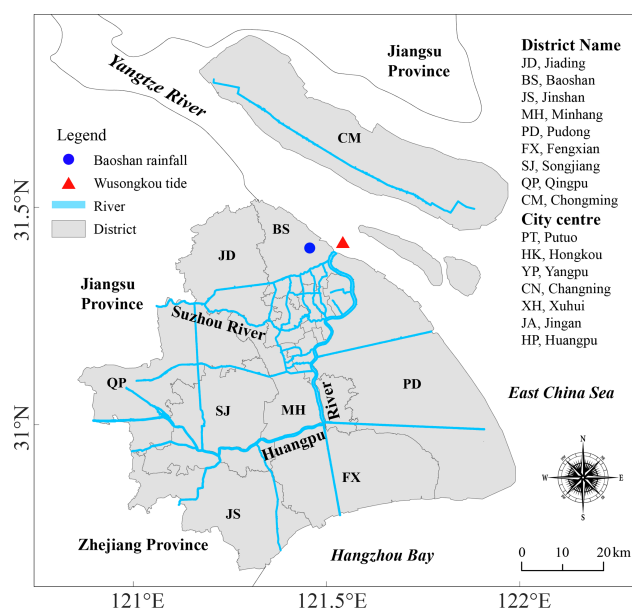 Jiangsu
Province
Yangtze River
District Name
JD, Jiading
BS, Baoshan
JS, Jinshan
MH, Minhang
PD, Pudong
FX, Fengxian
SJ, Songjiang
QP, Qingpu
CM, Chongming
City centre
PT, Putuo
HK, Hongkou
YP, Yangpu
CN, Changning
XH, Xuhui
JA, Jingan
HP, Huangpu
Legend
Baoshan rainfall
Wusongkou tide
River
District
CM
31.5°N
BS
JD
Jiangsu
Province
Suzhou River
QP
SJ
MH
PD
Huangpu River
East China Sea
31°N
FX
JS
Zhejiang Province
Hangzhou Bay
N
W
E
S
0 10 20 km
121°E
121.5°E
122°E